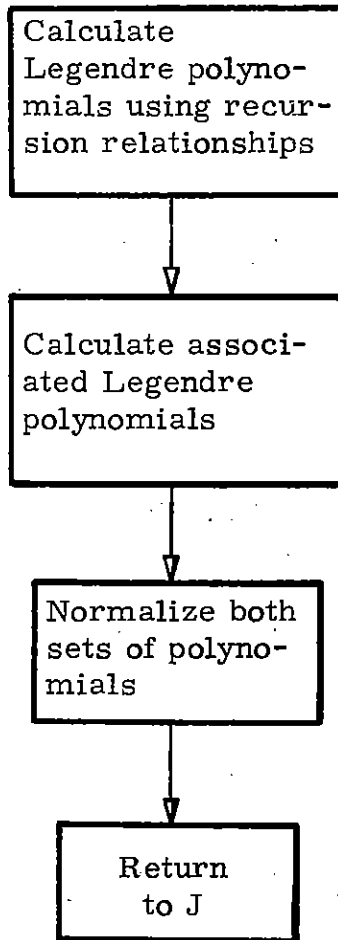 Calculate
Legendre polyno-
mials using recur-
sion relationships
Calculate associ-
ated Legendre
polynomials
Normalize both
sets of polyno-
mials
Return
to J